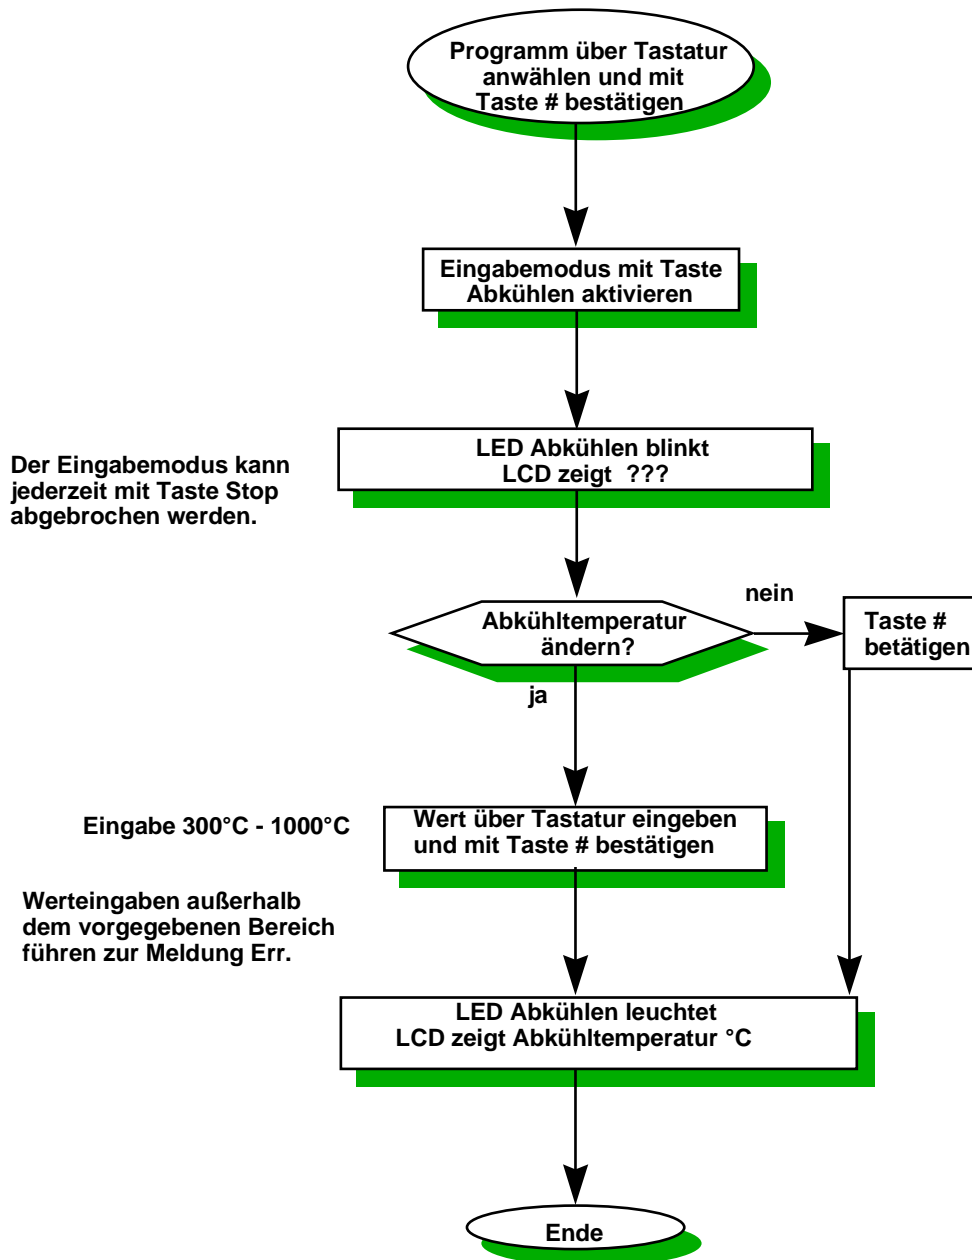 Programm über Tastatur
anwählen und mit
Taste # bestätigen
Eingabemodus mit Taste
Abkühlen aktivieren
LED Abkühlen blinkt
LCD zeigt ???
Der Eingabemodus kann
jederzeit mit Taste Stop
abgebrochen werden.
Abkühltemperatur
ändern?
nein
Taste #
betätigen
ja
Eingabe 300°C - 1000°C
Wert über Tastatur eingeben
und mit Taste # bestätigen
Werteingaben außerhalb
dem vorgegebenen Bereich
führen zur Meldung Err.
LED Abkühlen leuchtet
LCD zeigt Abkühltemperatur °C
Ende